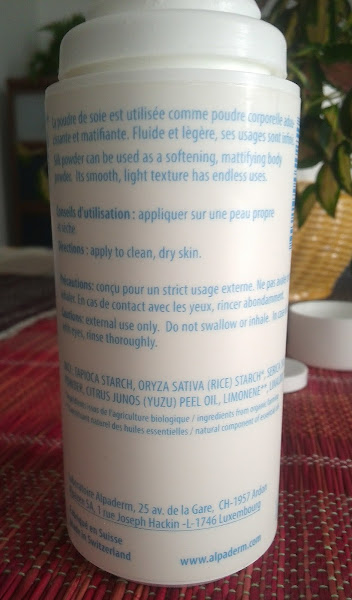 La poudre de soie est utilisée comme poudre corporelle
et matifiante. Fluide et légère, ses usages sont
Silk powder can be used as a softening, mattifying body
powder. Its smooth, light texture has endless uses.
Conseils d'utilisation : appliquer sur une peau propre
et sèche.
Directions : apply to clean, dry skin.
Précautions: conçu pour un strict usage externe. Ne pas
inhaler. En cas de contact avec les yeux, rincer abondamment.
Cautions: external use only. Do not swallow or inhale. In
with eyes, rinse thoroughly.
TAPIOCA STARCH, ORYZA SATIVA (RICE) STARCH*,
POWDER, CITRUS JUNOS (YUZU) PEEL OIL, LIMONENE**,
issus de l'agriculture biologique / ingredients from organic farming
naturel des huiles essentielles / natural component of
Laboratoire Alpaderm, 25 av. de la Gare, CH-1957 Ardon
SA, 1 rue Joseph Hackin -L-1746 Luxembourg
Fabriqué en Suisse
Made in Switzerland
www.alpaderm.com